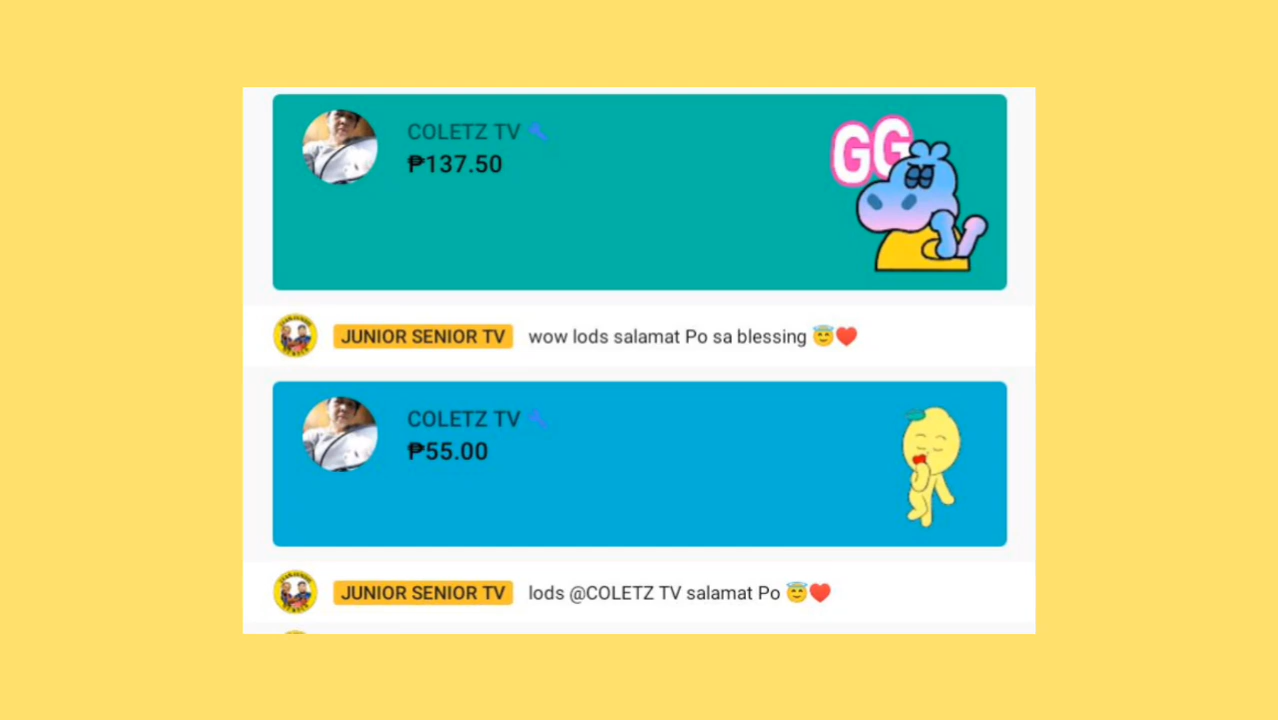 COLETZ TV
₱137.50
GG
JUNIOR SENIOR TV wow lods salamat Po sa blessing 😇❤️
COLETZ TV
₱55.00
JUNIOR SENIOR TV lods @COLETZ TV salamat Po 😇❤️